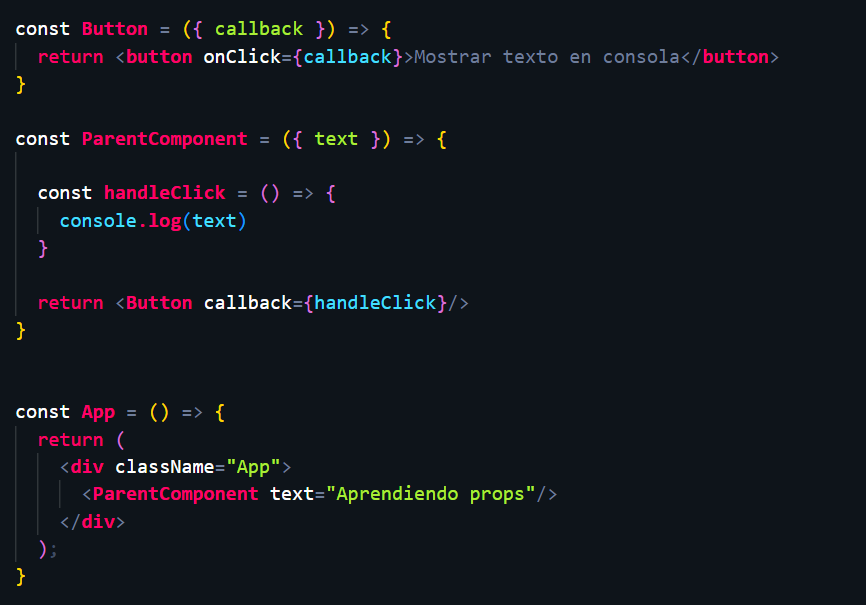 const Button = ({ callback }) => {
  return <button onClick={callback}>Mostrar texto en consola</button>
}
const ParentComponent = ({ text }) => {
  const handleClick = () => {
    console.log(text)
  }
  return <Button callback={handleClick}/>
}
const App = () => {
  return (
    <div className="App">
      <ParentComponent text="Aprendiendo props"/>
    </div>
  );
}